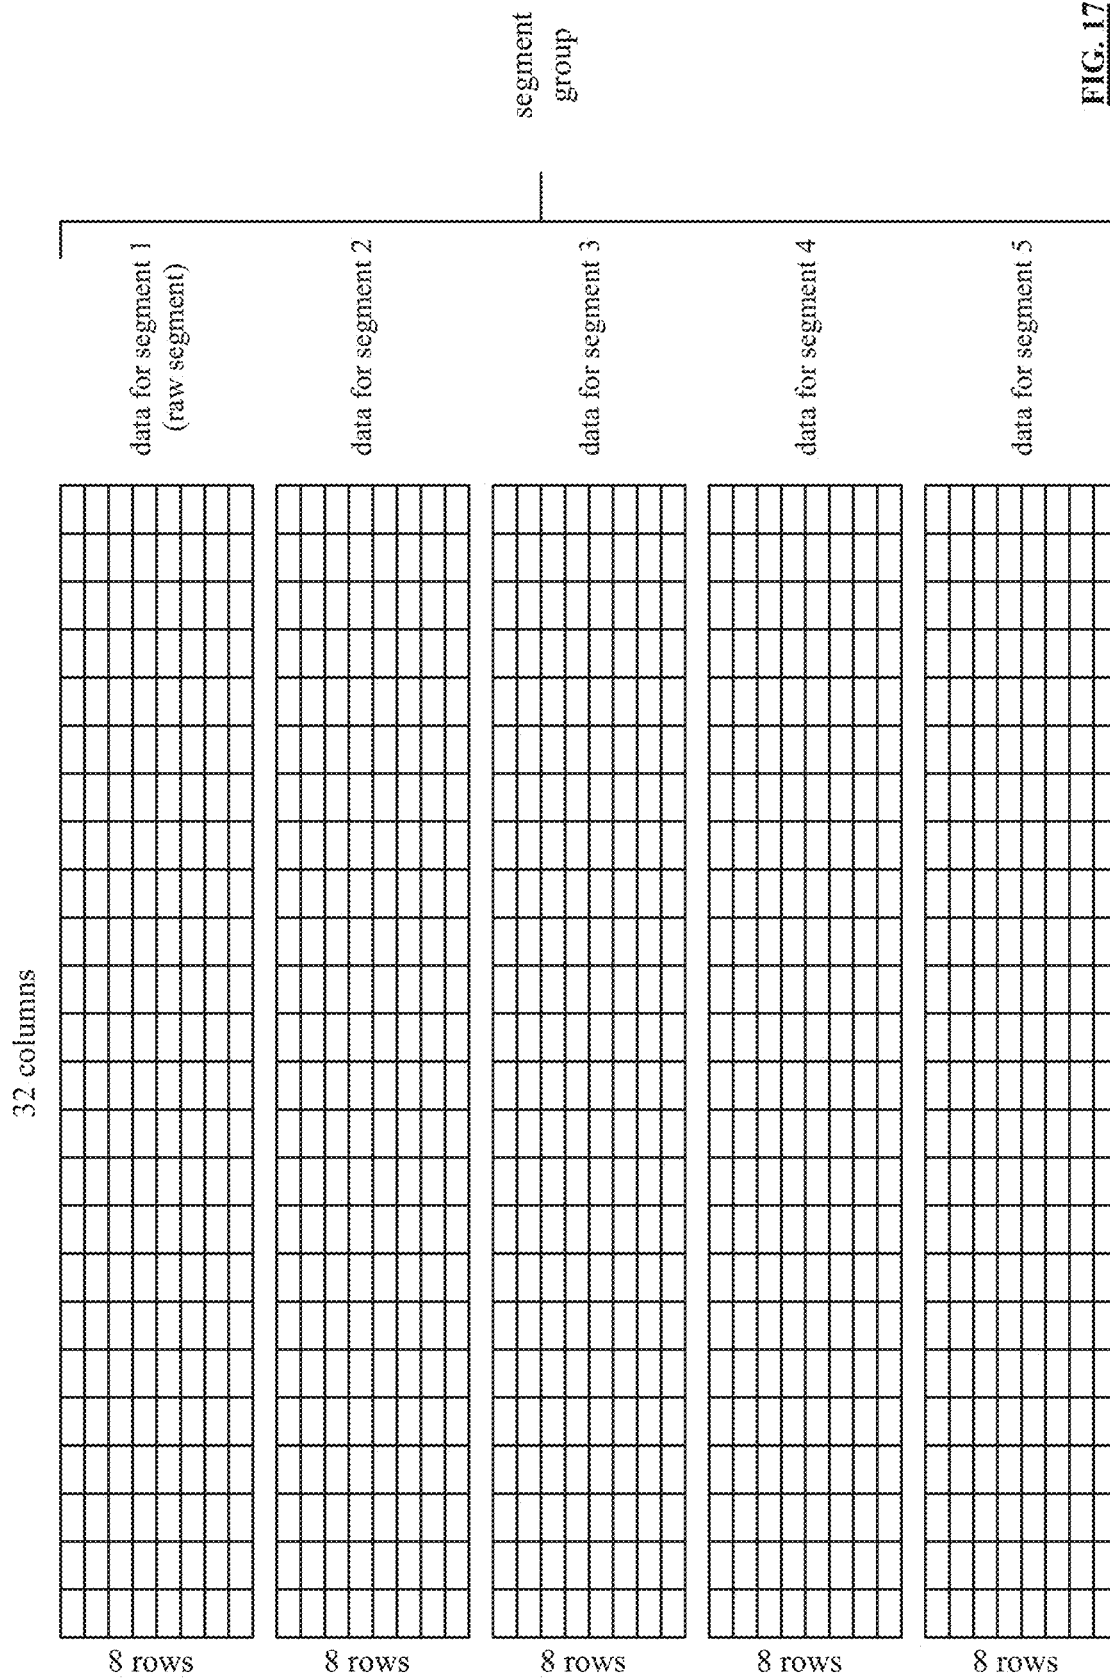 32 columns
8 rows
data for segment 1
(raw segment)
8 rows
data for segment 2
8 rows
data for segment 3
8 rows
data for segment 4
8 rows
data for segment 5
segment
group
FIG. 17